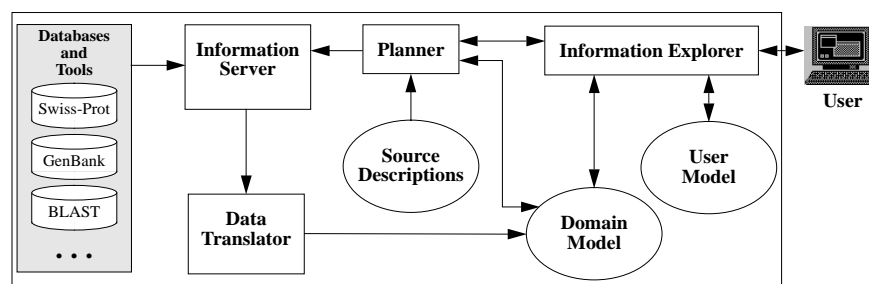 Databases
and
Tools
Swiss-Prot
GenBank
BLAST
Information
Server
Planner
Information Explorer
User
Source
Descriptions
User
Model
Data
Translator
Domain
Model